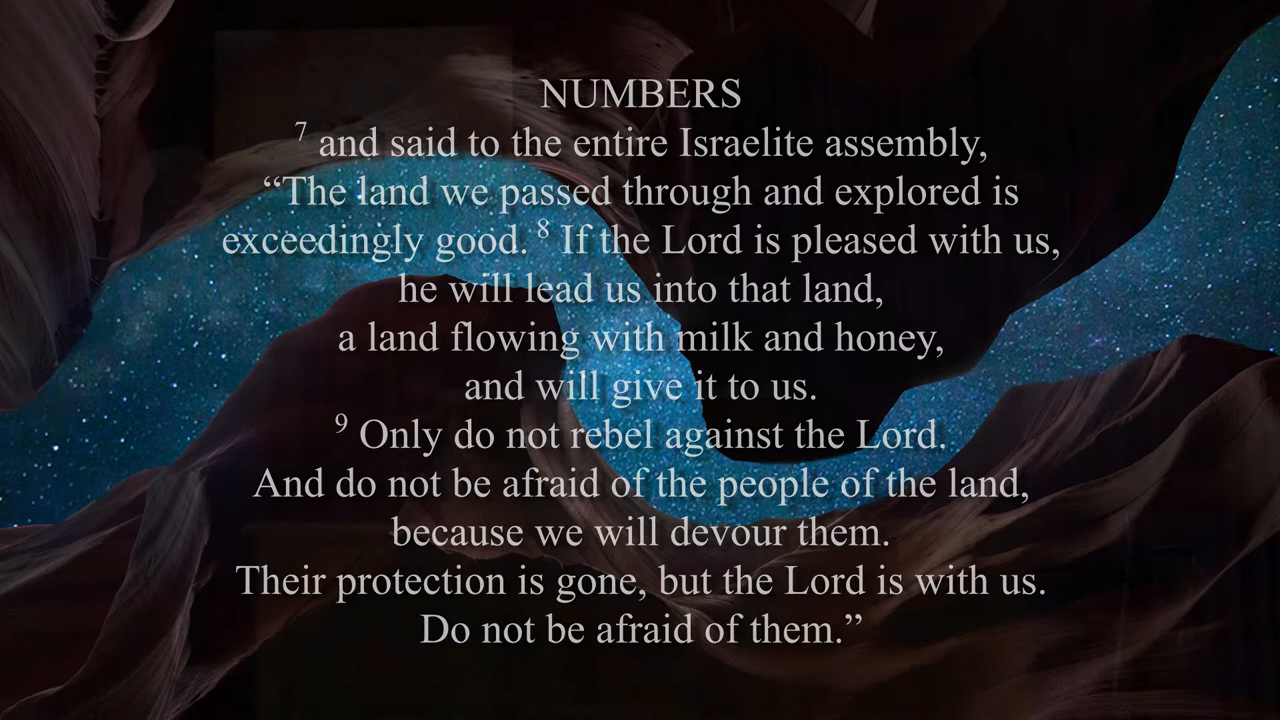 NUMBERS
7 and said to the entire Israelite assembly,
“The land we passed through and explored is
exceedingly good. 8 If the Lord is pleased with us,
he will lead us into that land,
a land flowing with milk and honey,
and will give it to us.
9 Only do not rebel against the Lord.
And do not be afraid of the people of the land,
because we will devour them.
Their protection is gone, but the Lord is with us.
Do not be afraid of them.”